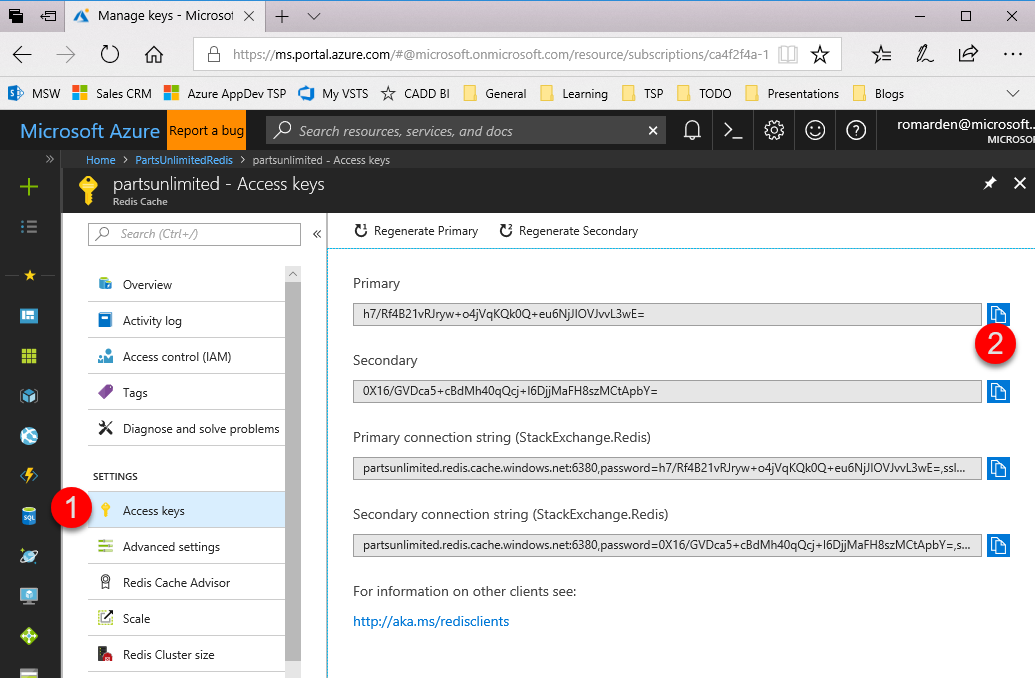 Manage keys - Microsof
https://ms.portal.azure.com/#@microsoft.onmicrosoft.com/resource/subscriptions/ca4f2f4a-1
MSW Sales CRM Azure AppDev TSP My VSTS CADD BI General Learning TSP TODO Presentations Blogs
Microsoft Azure Report a bug Search resources, services, and docs romarden@microsoft...
MICROSOF
Home > PartsUnlimitedRedis > partsunlimited - Access keys
partsunlimited - Access keys
Redis Cache
Search (Ctrl+/)
Overview
Activity log
Access control (IAM)
Tags
Diagnose and solve problems
SETTINGS
1
Access keys
Advanced settings
Redis Cache Advisor
Scale
Redis Cluster size
SQL
Regenerate Primary Regenerate Secondary
Primary
h7/Rf4B21vRJryw+o4jVqKQk0Q+eu6NjJIOVJvvL3wE=
2
Secondary
0X16/GVDca5+cBdMh40qQcj+I6DjjMaFH8szMCtApbY=
Primary connection string (StackExchange.Redis)
partsunlimited.redis.cache.windows.net:6380,password=h7/Rf4B21vRJryw+o4jVqKQk0Q+eu6NjJIOVJvvL3wE=,ssl...
Secondary connection string (StackExchange.Redis)
partsunlimited.redis.cache.windows.net:6380,password=0X16/GVDca5+cBdMh40qQcj+I6DjjMaFH8szMCtApbY=,s...
For information on other clients see:
http://aka.ms/redisclients